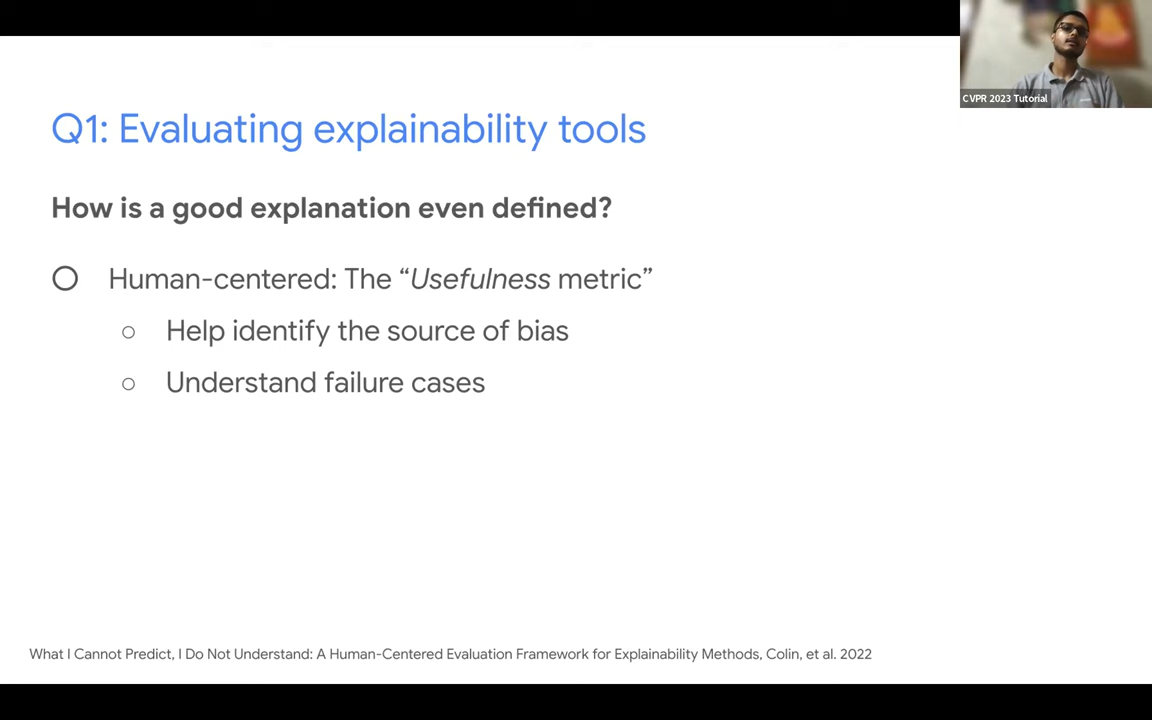 CVPR 2023 Tutorial
Q1: Evaluating explainability tools
How is a good explanation even defined?
Human-centered: The “Usefulness metric”
Help identify the source of bias
Understand failure cases
What I Cannot Predict, I Do Not Understand: A Human-Centered Evaluation Framework for Explainability Methods, Colin, et al. 2022